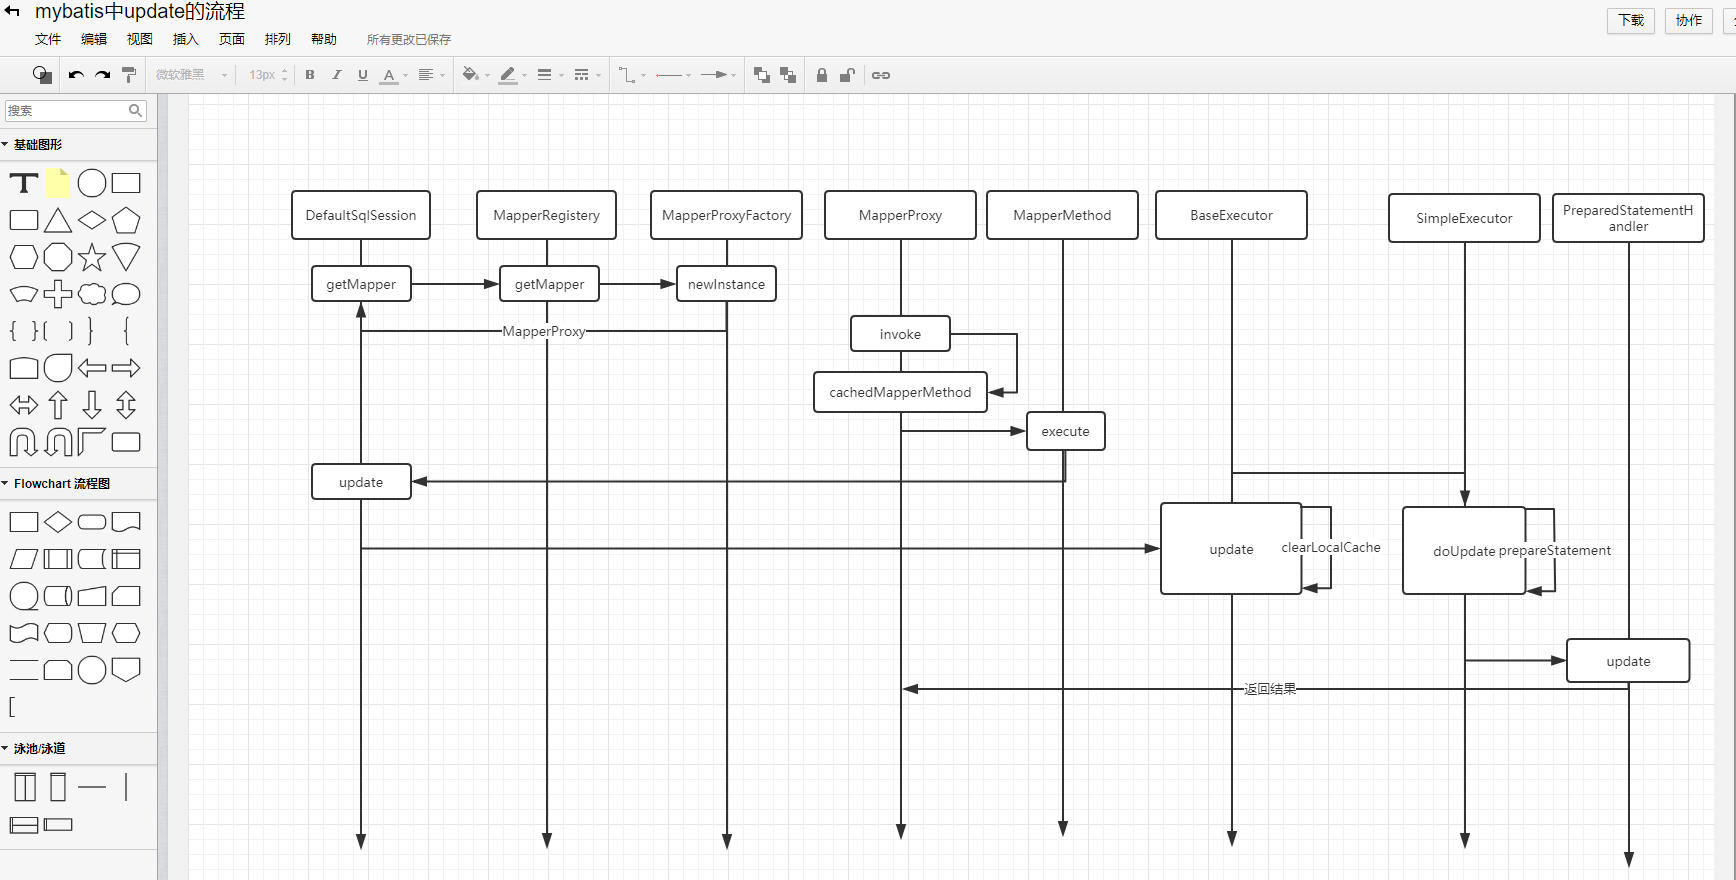 mybatis中update的流程
下载
协作
文件 编辑 视图 插入 页面 排列 帮助 所有更改已保存
微软雅黑 13px B I U A
搜索
基础图形
Flowchart 流程图
泳池/泳道
DefaultSqlSession
MapperRegistery
MapperProxyFactory
MapperProxy
MapperMethod
BaseExecutor
SimpleExecutor
PreparedStatementH
andler
getMapper
getMapper
newInstance
MapperProxy
invoke
cachedMapperMethod
execute
update
update
clearLocalCache
doUpdate
prepareStatement
update
返回结果